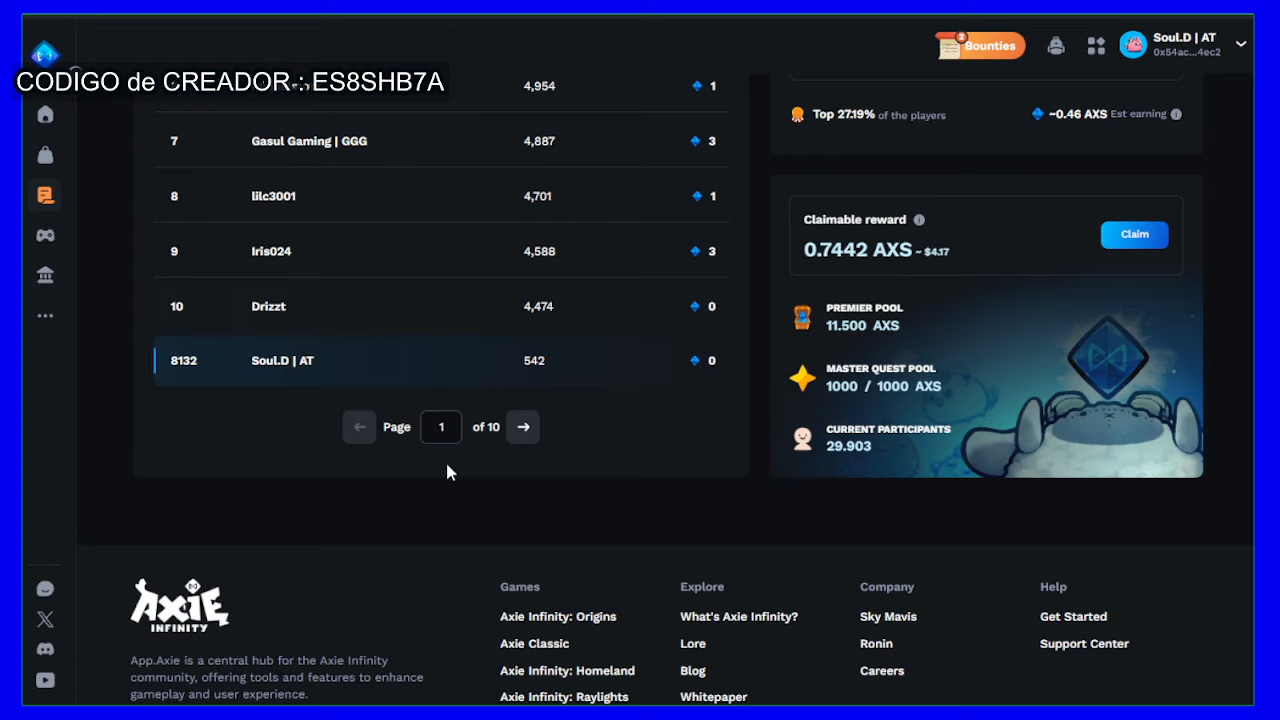 2
Bounties
Soul.D | AT
0x54ac...4ec2
CODIGO de CREADOR : ES8SHB7A
4,954 1
7 Gasul Gaming | GGG 4,887 3
8 lilc3001 4,701 1
9 Iris024 4,588 3
10 Drizzt 4,474 0
8132 Soul.D | AT 542 0
← Page 1 of 10 →
Top 27.19% of the players ~0.46 AXS Est earning
Claimable reward
0.7442 AXS ~ $4.17
Claim
PREMIER POOL
11.500 AXS
MASTER QUEST POOL
1000 / 1000 AXS
CURRENT PARTICIPANTS
29.903
AXIE
INFINITY
App.Axie is a central hub for the Axie Infinity
community, offering tools and features to enhance
gameplay and user experience.
Games
Axie Infinity: Origins
Axie Classic
Axie Infinity: Homeland
Axie Infinity: Raylights
Explore
What's Axie Infinity?
Lore
Blog
Whitepaper
Company
Sky Mavis
Ronin
Careers
Help
Get Started
Support Center